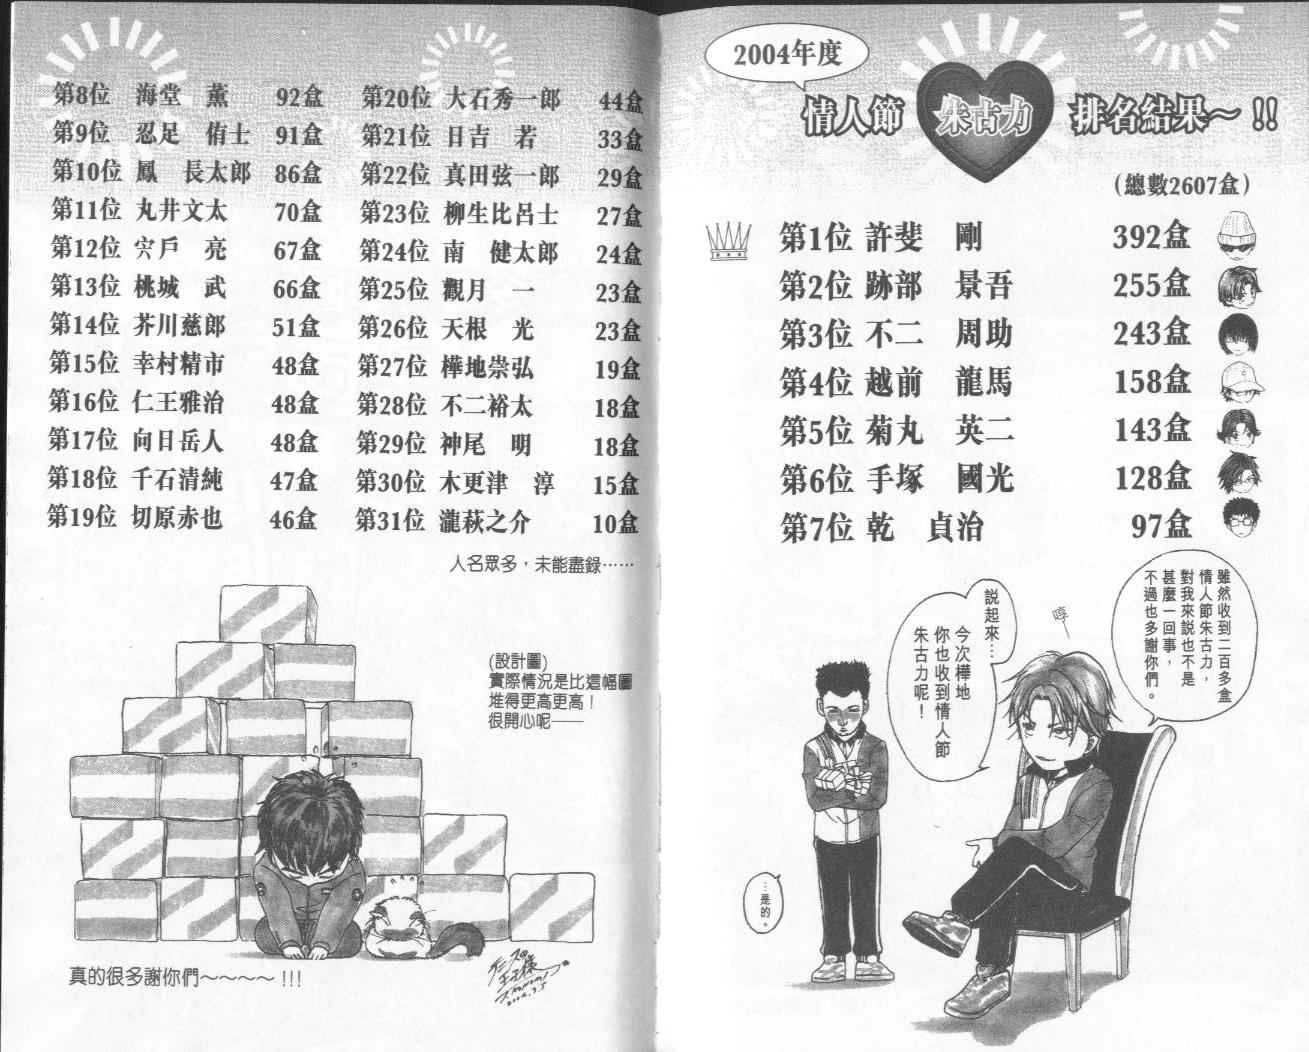 2004年度
情人節 朱古力 排名結果～!!
(總數2607盒)
第1位 許斐　剛 392盒
第2位 跡部　景吾 255盒
第3位 不二　周助 243盒
第4位 越前　龍馬 158盒
第5位 菊丸　英二 143盒
第6位 手塚　國光 128盒
第7位 乾　貞治 97盒
雖然收到二百多盒
情人節朱古力，
對我來説也不是
甚麼一回事，
不過也多謝你們。
哼
説起來…
今次樺地
你也收到情人節
朱古力呢！
…是的。
第8位 海堂　薫 92盒
第9位 忍足　侑士 91盒
第10位 鳳　長太郎 86盒
第11位 丸井文太 70盒
第12位 宍戶　亮 67盒
第13位 桃城　武 66盒
第14位 芥川慈郎 51盒
第15位 幸村精市 48盒
第16位 仁王雅治 48盒
第17位 向日岳人 48盒
第18位 千石清純 47盒
第19位 切原赤也 46盒
第20位 大石秀一郎 44盒
第21位 日吉　若 33盒
第22位 真田弦一郎 29盒
第23位 柳生比呂士 27盒
第24位 南　健太郎 24盒
第25位 觀月　一 23盒
第26位 天根　光 23盒
第27位 樺地崇弘 19盒
第28位 不二裕太 18盒
第29位 神尾　明 18盒
第30位 木更津　淳 15盒
第31位 瀧萩之介 10盒
人名眾多，未能盡録……
(設計圖)
實際情況是比這幅圖
堆得更高更高！
很開心呢——
真的很多謝你們～～～～!!!